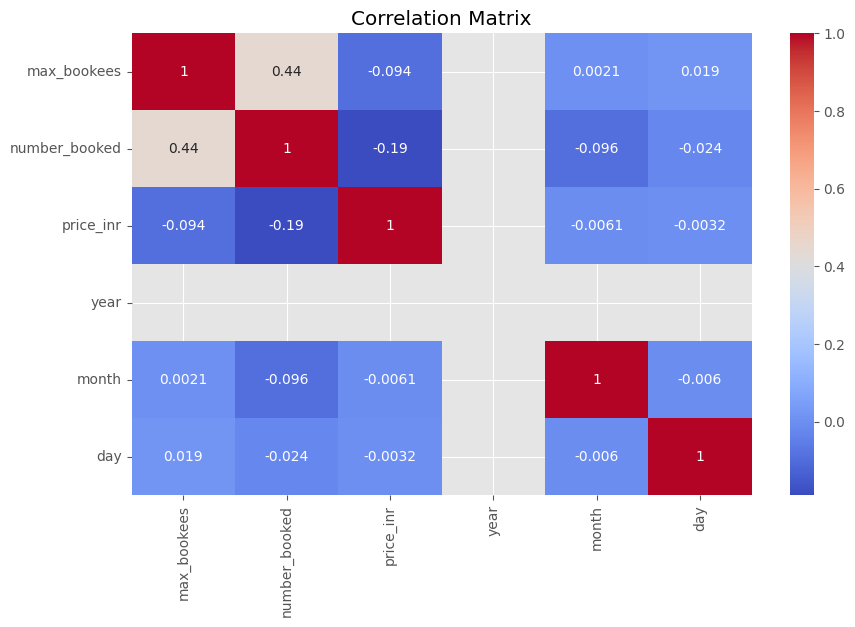 Correlation Matrix
max_bookees 1 0.44 -0.094 0.0021 0.019
number_booked 0.44 1 -0.19 -0.096 -0.024
price_inr -0.094 -0.19 1 -0.0061 -0.0032
year
month 0.0021 -0.096 -0.0061 1 -0.006
day 0.019 -0.024 -0.0032 -0.006 1
max_bookees
number_booked
price_inr
year
month
day
1.0
0.8
0.6
0.4
0.2
0.0